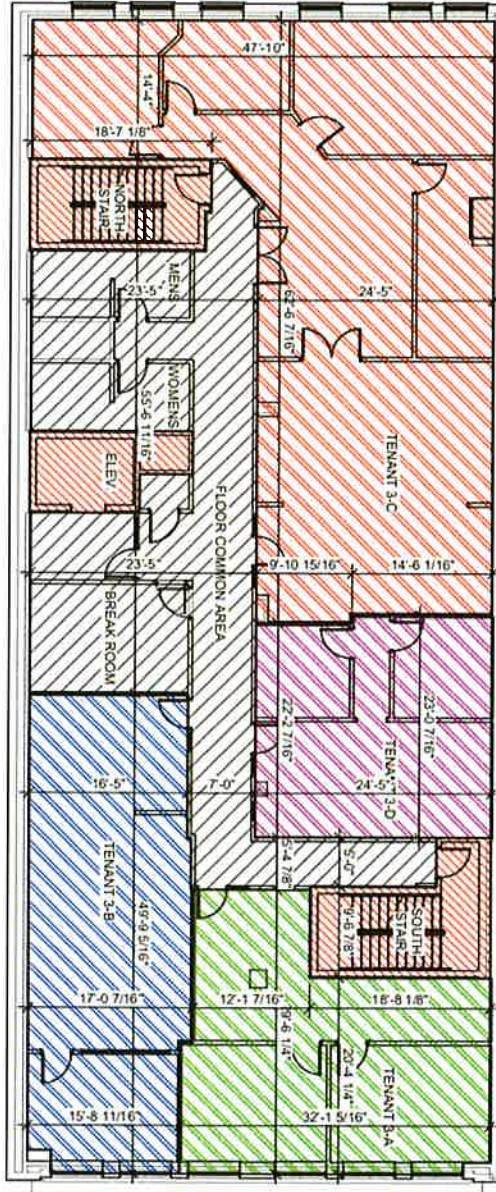 47'-10"
14'-4"
18'-7 1/8"
NORTH
STAIR
MENS
23'-5"
62'-6 7/16"
24'-5"
WOMENS
55'-6 11/16"
TENANT 3-C
ELEV.
FLOOR COMMON AREA
23'-5"
9'-10 15/16"
14'-6 1/16"
BREAK ROOM
22'-2 7/16"
23'-0 7/16"
TENANT 3-D
16'-5"
7'-0"
24'-5"
TENANT 3-B
5'-4 7/8"
5'-0"
49'-9 5/16"
9'-6 7/8"
SOUTH
STAIR
17'-0 7/16"
12'-1 7/16"
18'-8 1/8"
20'-4 1/4"
TENANT 3-A
15'-8 11/16"
32'-1 5/16"